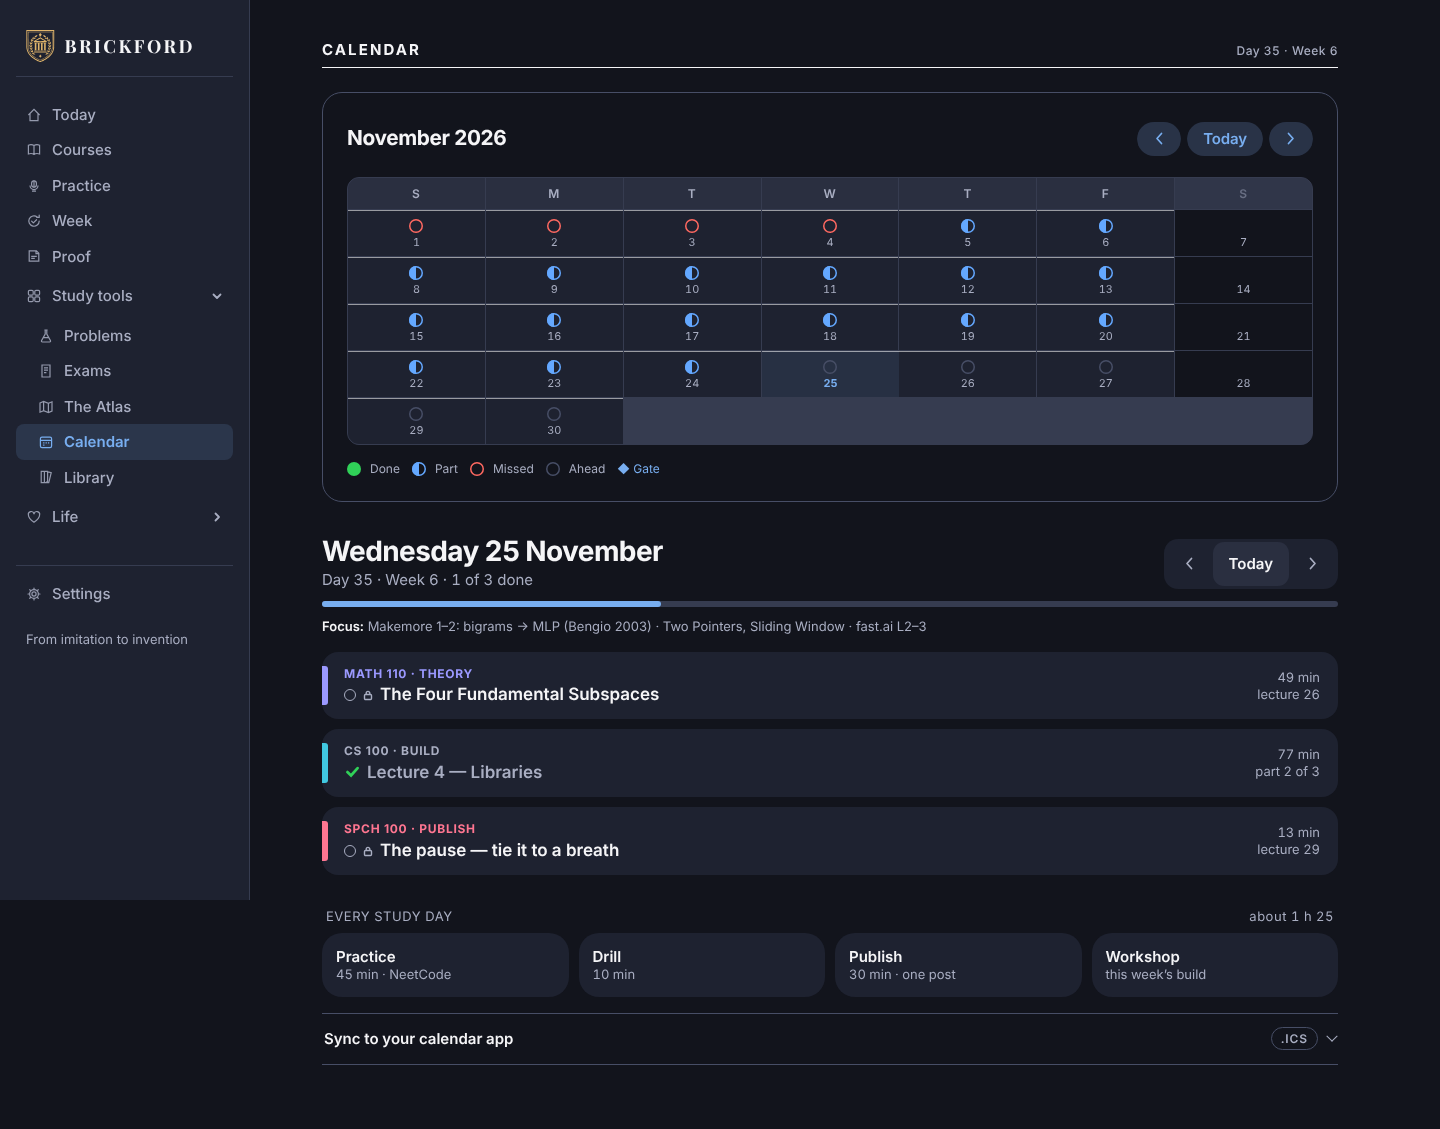 BRICKFORD
Today
Courses
Practice
Week
Proof
Study tools
Problems
Exams
The Atlas
Calendar
Library
Life
Settings
From imitation to invention
CALENDAR
Day 35 · Week 6
November 2026
Today
S M T W T F S
1 2 3 4 5 6 7
8 9 10 11 12 13 14
15 16 17 18 19 20 21
22 23 24 25 26 27 28
29 30
Done Part Missed Ahead Gate
Wednesday 25 November
Day 35 · Week 6 · 1 of 3 done
Today
Focus: Makemore 1–2: bigrams → MLP (Bengio 2003) · Two Pointers, Sliding Window · fast.ai L2–3
MATH 110 · THEORY
The Four Fundamental Subspaces
49 min
lecture 26
CS 100 · BUILD
Lecture 4 — Libraries
77 min
part 2 of 3
SPCH 100 · PUBLISH
The pause — tie it to a breath
13 min
lecture 29
EVERY STUDY DAY
about 1 h 25
Practice
45 min · NeetCode
Drill
10 min
Publish
30 min · one post
Workshop
this week's build
Sync to your calendar app
.ICS